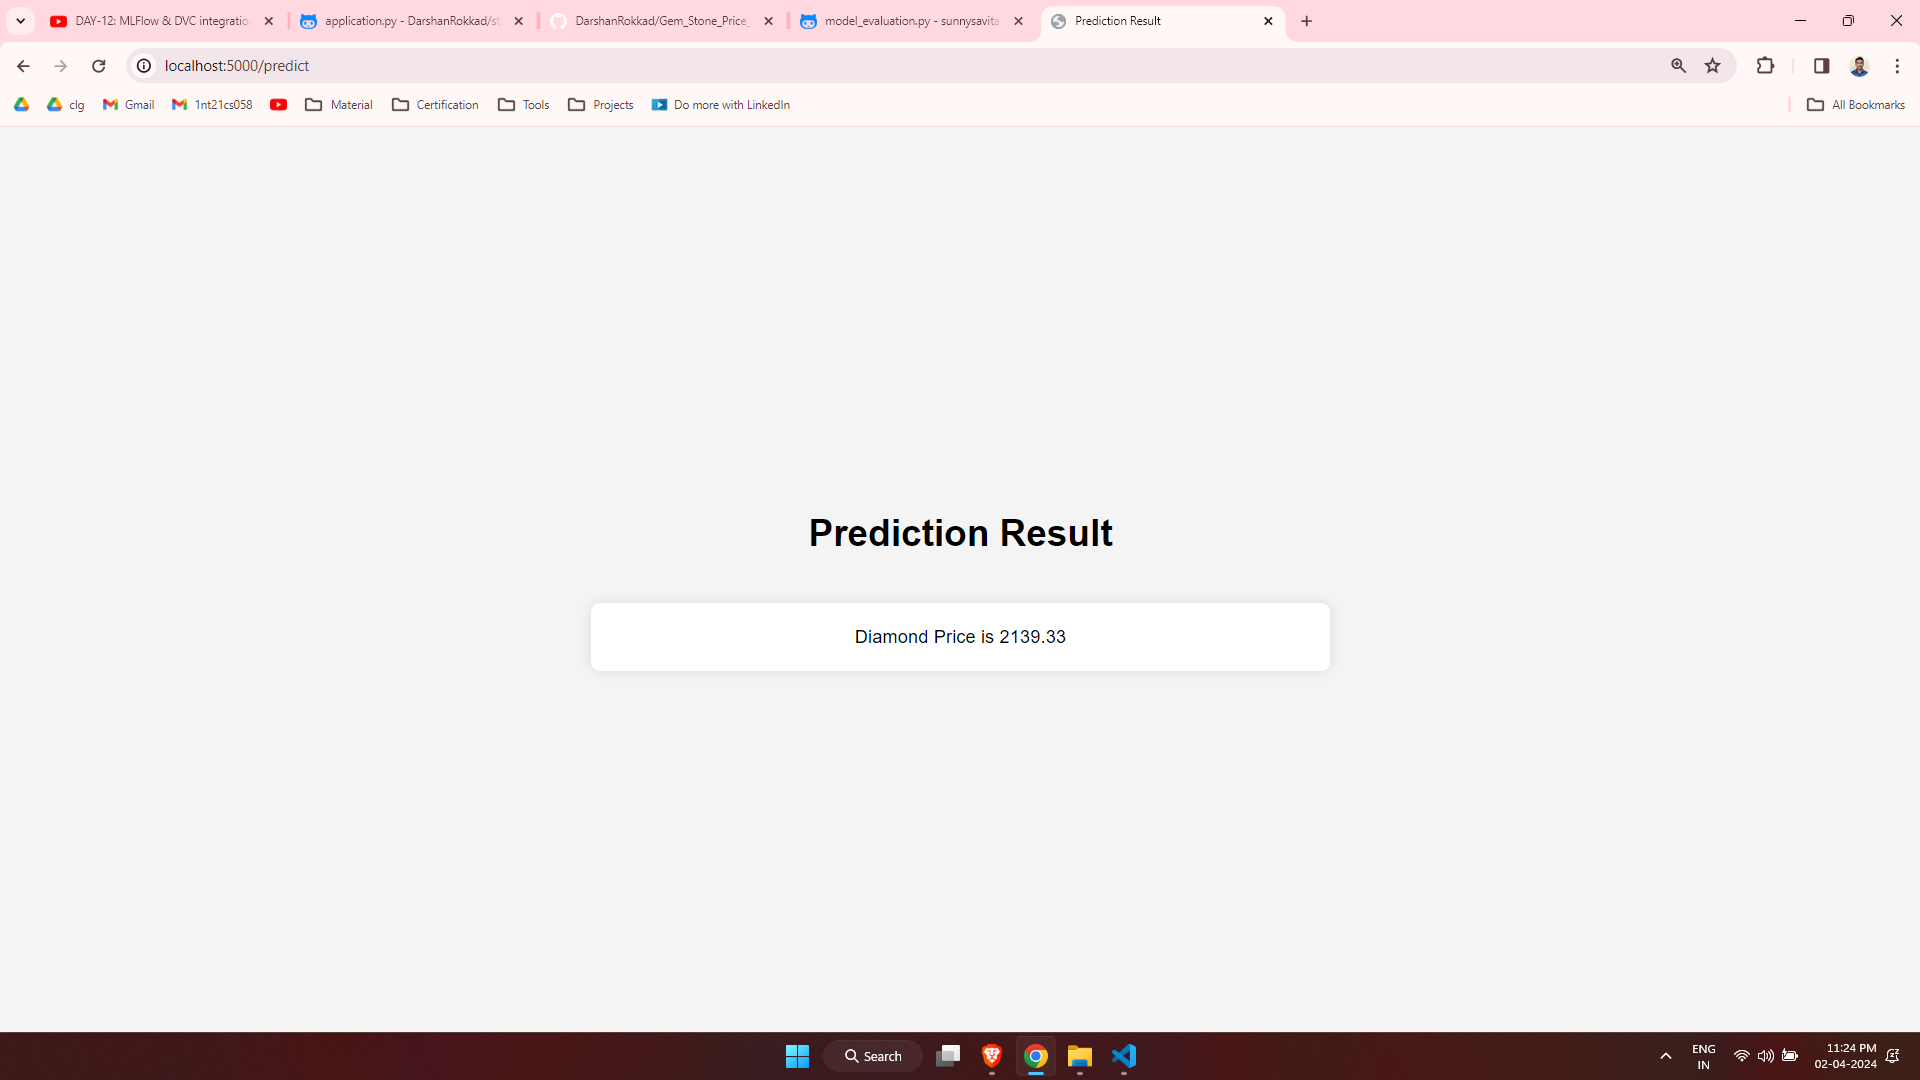 DAY-12: MLFlow & DVC integratio
application.py - DarshanRokkad/st
DarshanRokkad/Gem_Stone_Price_
model_evaluation.py - sunnysavita
Prediction Result
localhost:5000/predict
clg
Gmail
1nt21cs058
Material
Certification
Tools
Projects
Do more with LinkedIn
All Bookmarks
Prediction Result
Diamond Price is 2139.33
Search
ENG
IN
11:24 PM
02-04-2024